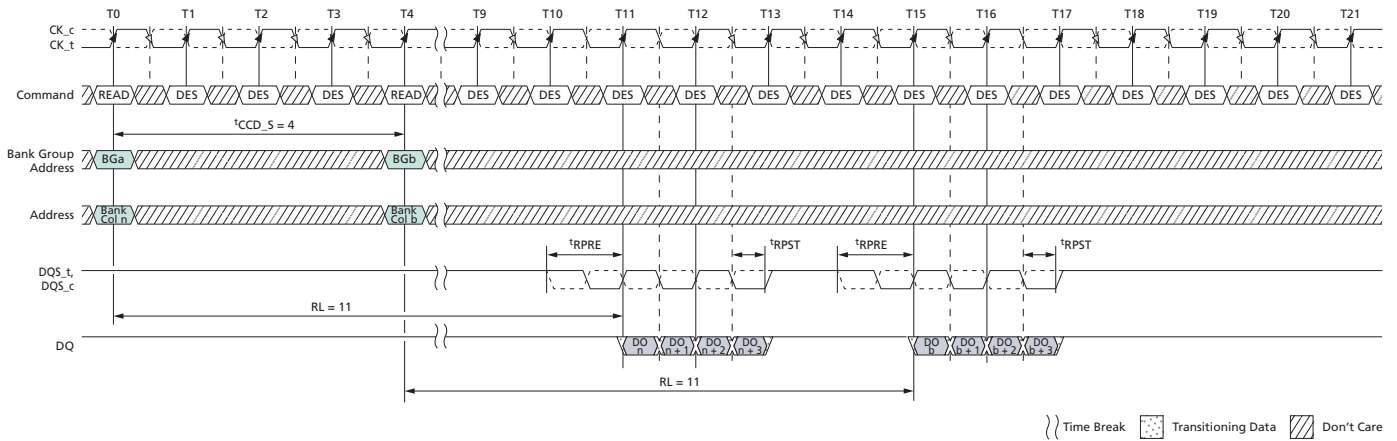 T0 T1 T2 T3 T4 T9 T10 T11 T12 T13 T14 T15 T16 T17 T18 T19 T20 T21
CK_c
CK_t
Command READ DES DES DES READ DES DES DES DES DES DES DES DES DES DES DES DES DES
tCCD_S = 4
Bank Group
Address
BGa BGb
Address
Bank
Col n
Bank
Col b
tRPRE tRPST tRPRE tRPST
DQS_t,
DQS_c
RL = 11
DQ
DO
n
DO
n + 1
DO
n + 2
DO
n + 3
DO
b
DO
b + 1
DO
b + 2
DO
b + 3
RL = 11
Time Break Transitioning Data Don't Care